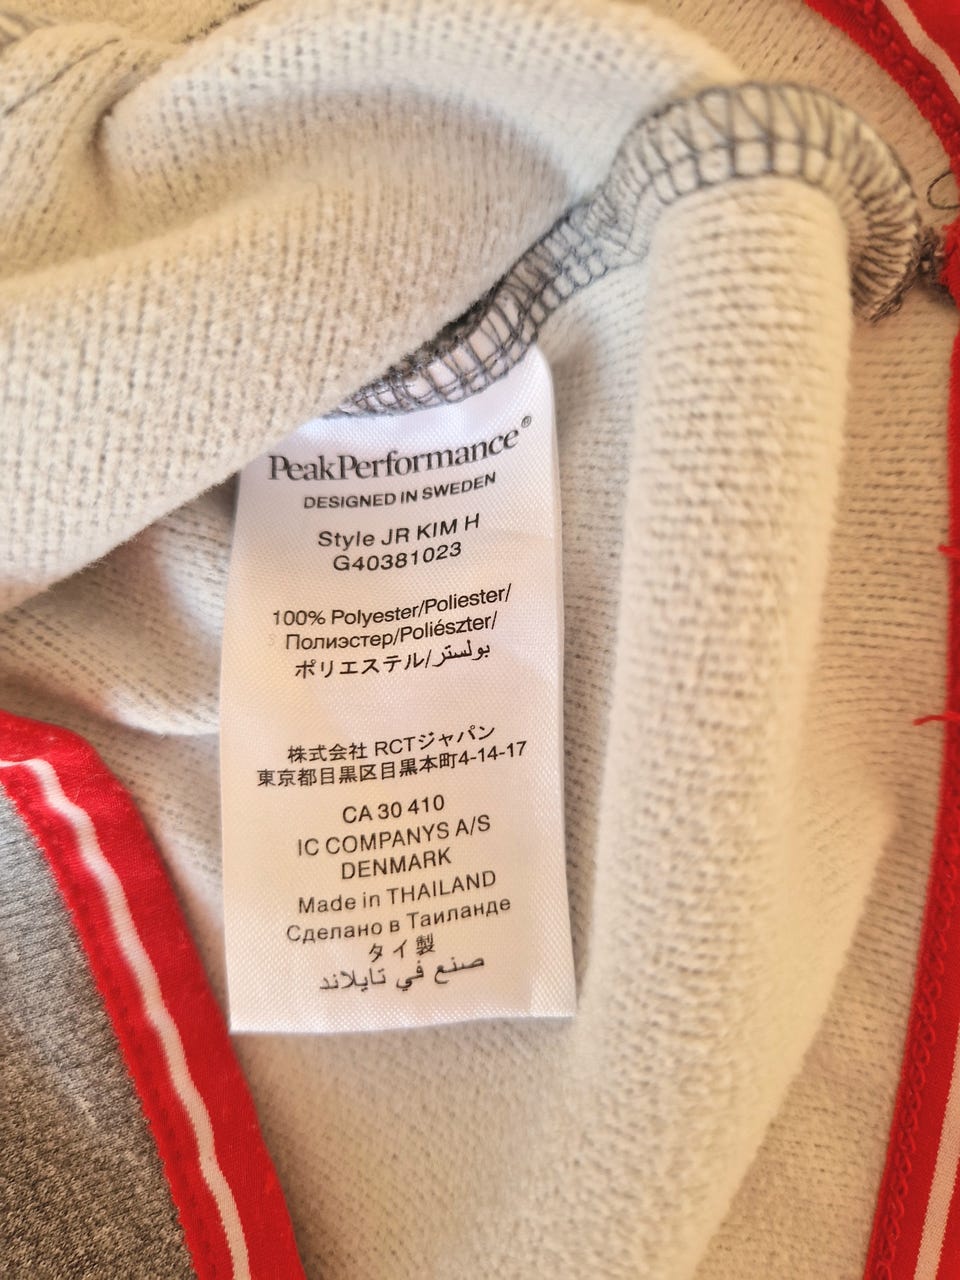 PeakPerformance®
DESIGNED IN SWEDEN
Style JR KIM H
G40381023
100% Polyester/Poliester/
Полиэстер/Poliészter/
ポリエステル/بولستر
株式会社 RCTジャパン
東京都目黒区目黒本町4-14-17
CA 30 410
IC COMPANYS A/S
DENMARK
Made in THAILAND
Сделано в Таиланде
タイ製
صنع في تايلاند